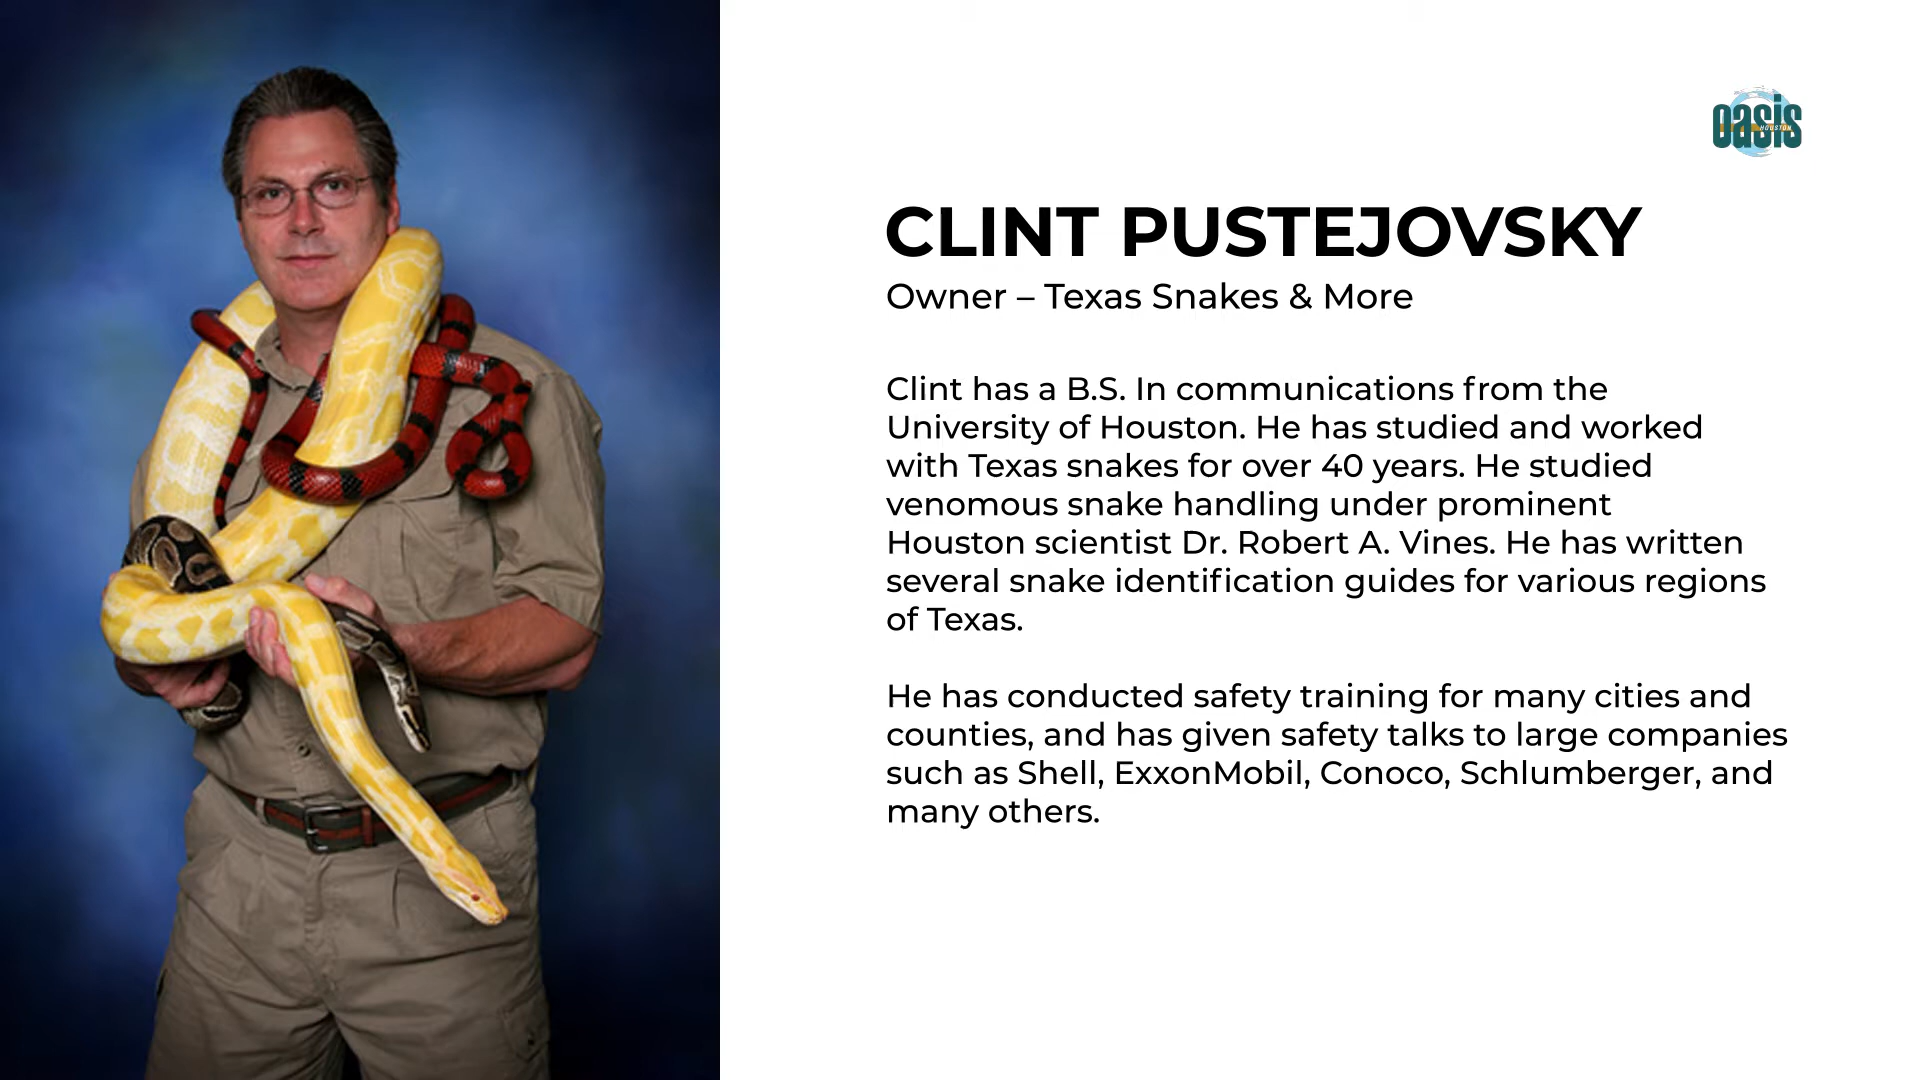 oasis
HOUSTON
CLINT PUSTEJOVSKY
Owner – Texas Snakes & More
Clint has a B.S. In communications from the
University of Houston. He has studied and worked
with Texas snakes for over 40 years. He studied
venomous snake handling under prominent
Houston scientist Dr. Robert A. Vines. He has written
several snake identification guides for various regions
of Texas.
He has conducted safety training for many cities and
counties, and has given safety talks to large companies
such as Shell, ExxonMobil, Conoco, Schlumberger, and
many others.